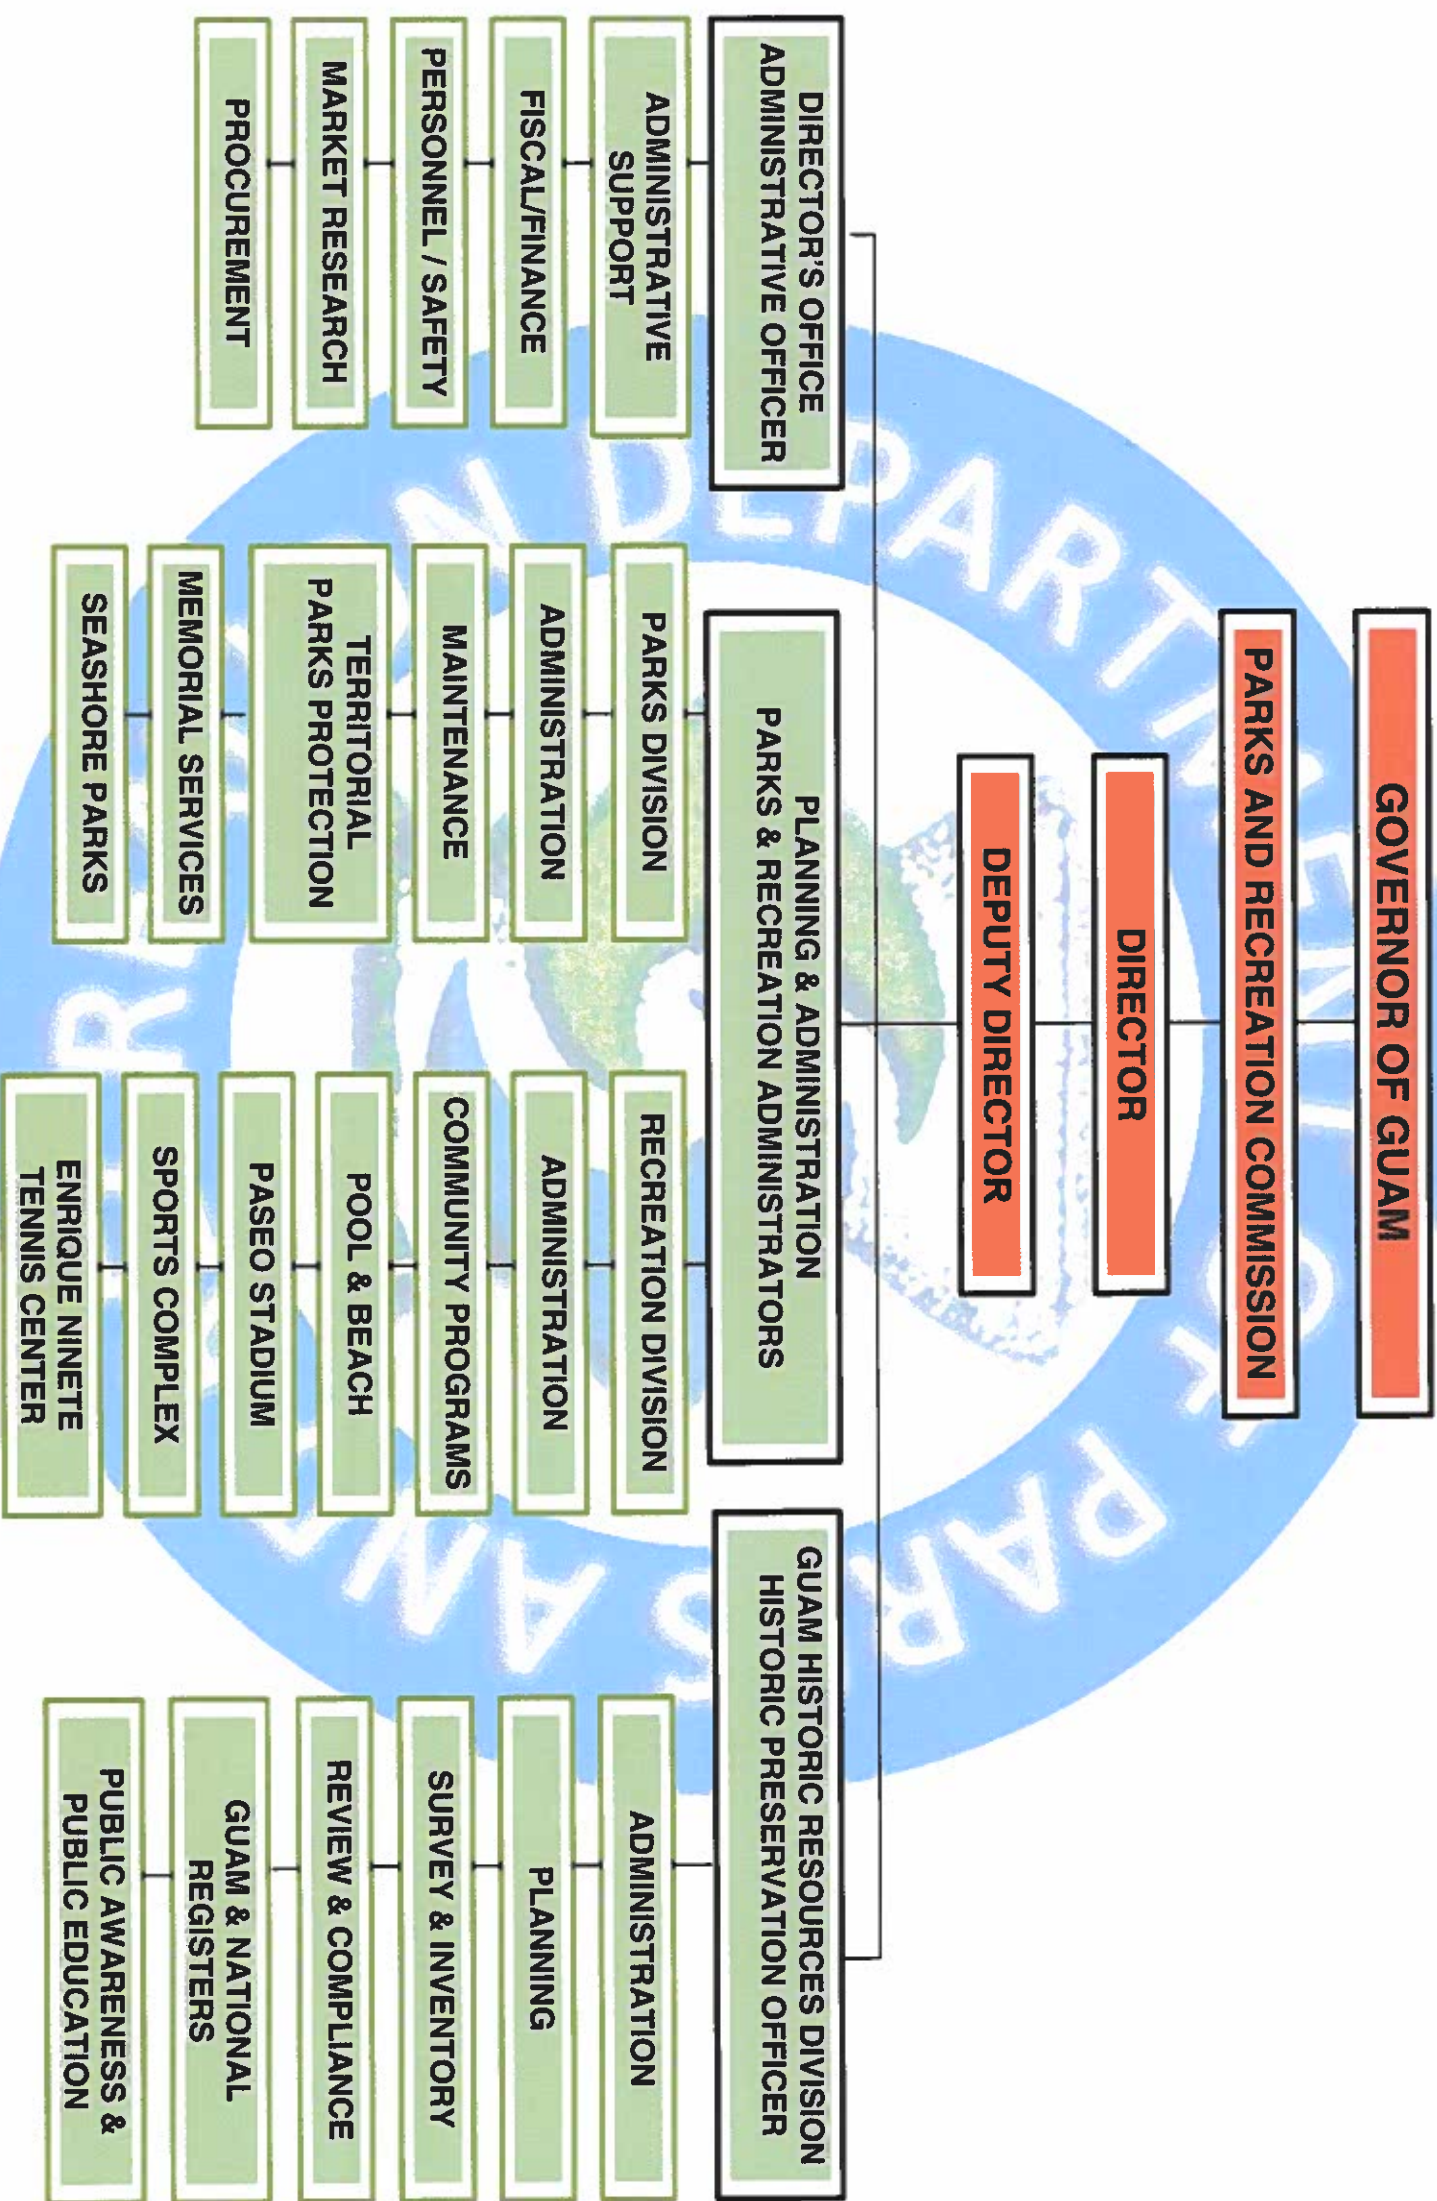 GOVERNOR OF GUAM
PARKS AND RECREATION COMMISSION
DIRECTOR
DEPUTY DIRECTOR
DIRECTOR'S OFFICE
ADMINISTRATIVE OFFICER
ADMINISTRATIVE
SUPPORT
FISCAL/FINANCE
PERSONNEL / SAFETY
MARKET RESEARCH
PROCUREMENT
PLANNING & ADMINISTRATION
PARKS & RECREATION ADMINISTRATORS
PARKS DIVISION
ADMINISTRATION
MAINTENANCE
TERRITORIAL
PARKS PROTECTION
MEMORIAL SERVICES
SEASHORE PARKS
RECREATION DIVISION
ADMINISTRATION
COMMUNITY PROGRAMS
POOL & BEACH
PASEO STADIUM
SPORTS COMPLEX
ENRIQUE NINETE
TENNIS CENTER
GUAM HISTORIC RESOURCES DIVISION
HISTORIC PRESERVATION OFFICER
ADMINISTRATION
PLANNING
SURVEY & INVENTORY
REVIEW & COMPLIANCE
GUAM & NATIONAL
REGISTERS
PUBLIC AWARENESS &
PUBLIC EDUCATION
DEPARTMENT OF